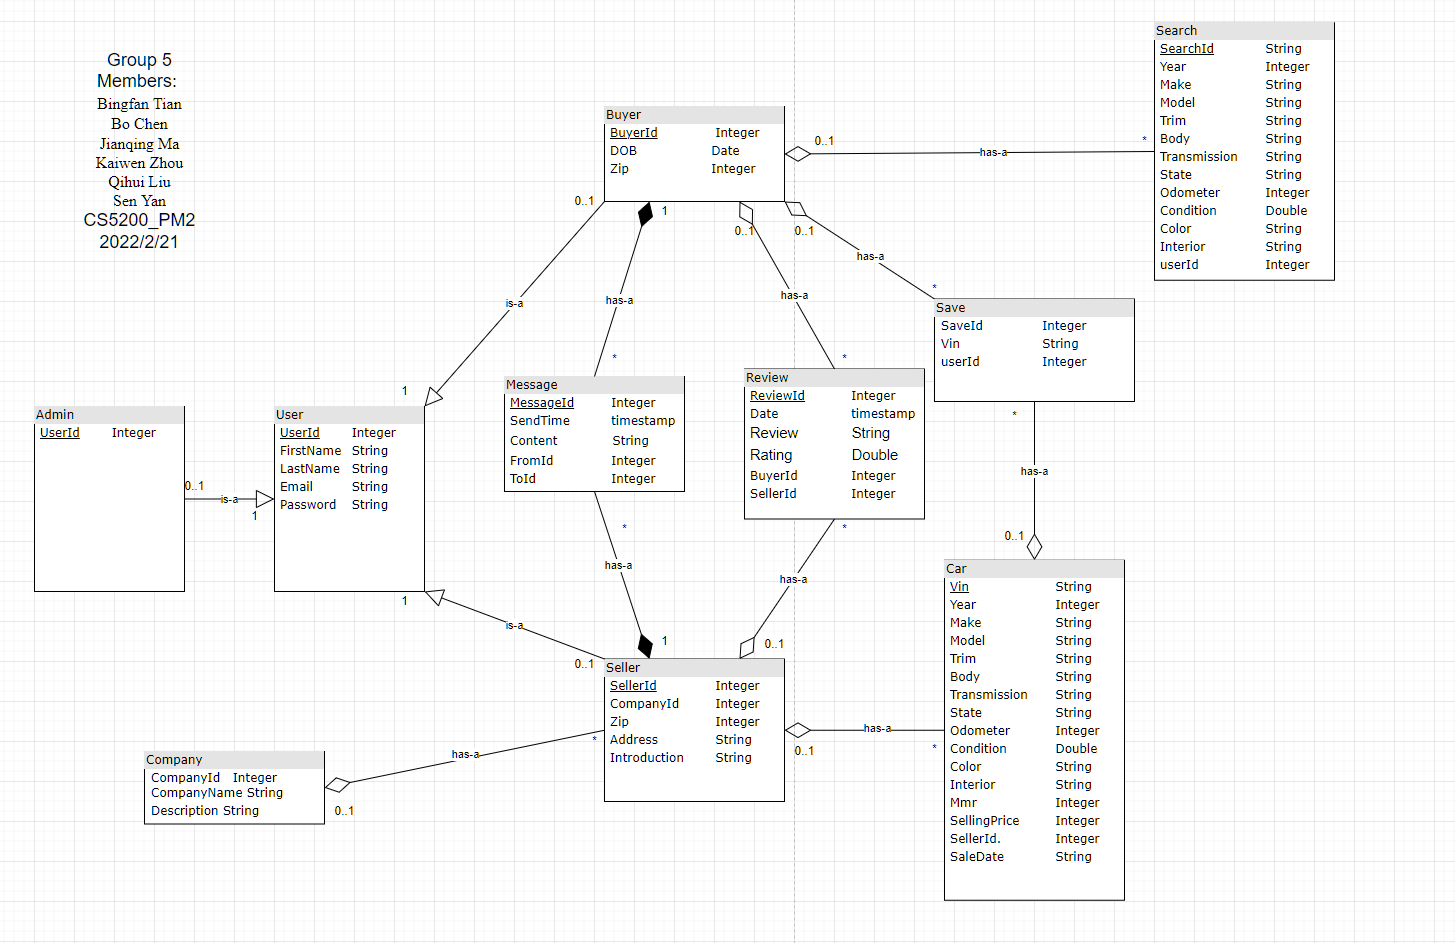 Group 5
Members:
Bingfan Tian
Bo Chen
Jianqing Ma
Kaiwen Zhou
Qihui Liu
Sen Yan
CS5200_PM2
2022/2/21
Buyer
BuyerId Integer
DOB Date
Zip Integer
0..1
has-a
*
Search
SearchId String
Year Integer
Make String
Model String
Trim String
Body String
Transmission String
State String
Odometer Integer
Condition Double
Color String
Interior String
userId Integer
0..1
is-a
1
1
has-a
*
0..1
has-a
*
0..1
has-a
*
Save
SaveId Integer
Vin String
userId Integer
Admin
UserId Integer
0..1
is-a
1
User
UserId Integer
FirstName String
LastName String
Email String
Password String
Message
MessageId Integer
SendTime timestamp
Content String
FromId Integer
ToId Integer
Review
ReviewId Integer
Date timestamp
Review String
Rating Double
BuyerId Integer
SellerId Integer
*
has-a
0..1
1
is-a
0..1
*
has-a
1
*
has-a
0..1
Seller
SellerId Integer
CompanyId Integer
Zip Integer
Address String
Introduction String
0..1
has-a
*
Car
Vin String
Year Integer
Make String
Model String
Trim String
Body String
Transmission String
State String
Odometer Integer
Condition Double
Color String
Interior String
Mmr Integer
SellingPrice Integer
SellerId. Integer
SaleDate String
Company
CompanyId Integer
CompanyName String
Description String
0..1
has-a
*